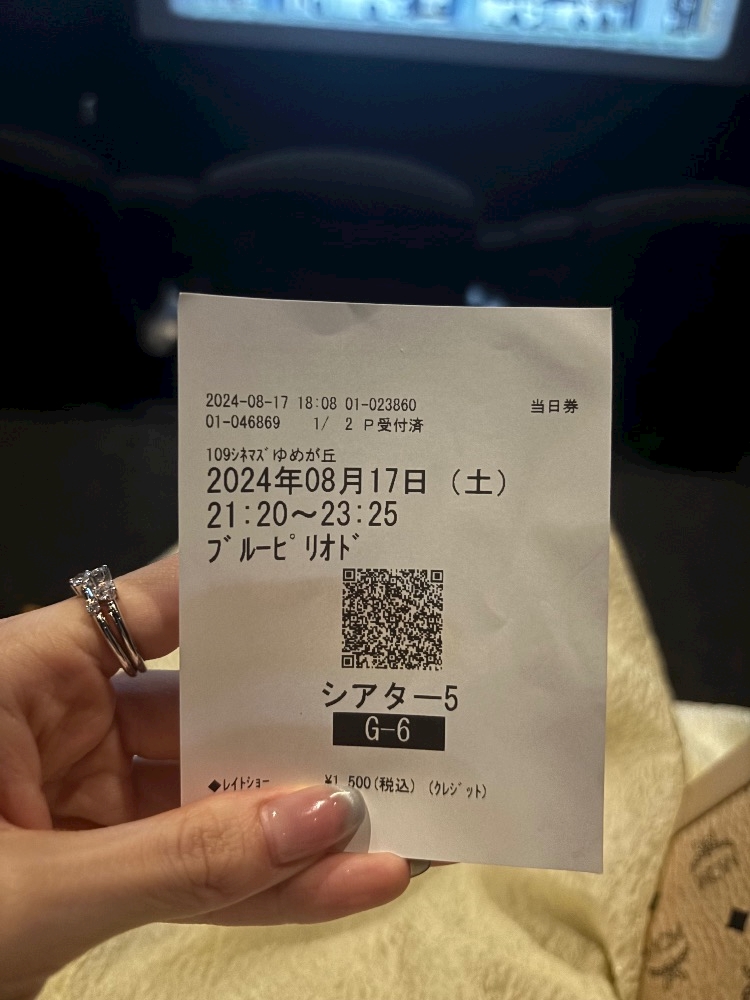 2024-08-17 18:08 01-023860 当日券
01-046869 1/ 2 P受付済
109ｼﾈﾏｽﾞゆめが丘
2024年08月17日（土）
21:20～23:25
ﾌﾞﾙｰﾋﾟﾘｵﾄﾞ
シアター5
G-6
◆ﾚｲﾄｼｮｰ ¥1,500(税込) (ｸﾚｼﾞｯﾄ)
MCM